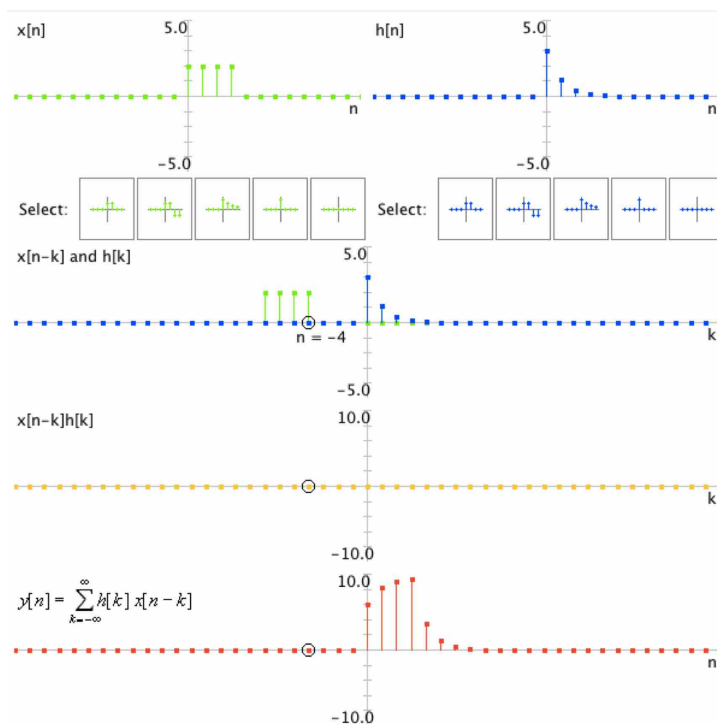 x[n]
5.0
n
-5.0
h[n]
5.0
n
-5.0
Select:
Select:
x[n-k] and h[k]
5.0
n = -4
k
-5.0
x[n-k]h[k]
10.0
k
-10.0
y[n] = ∑_{k=-∞}^{∞} h[k] x[n-k]
10.0
n
-10.0